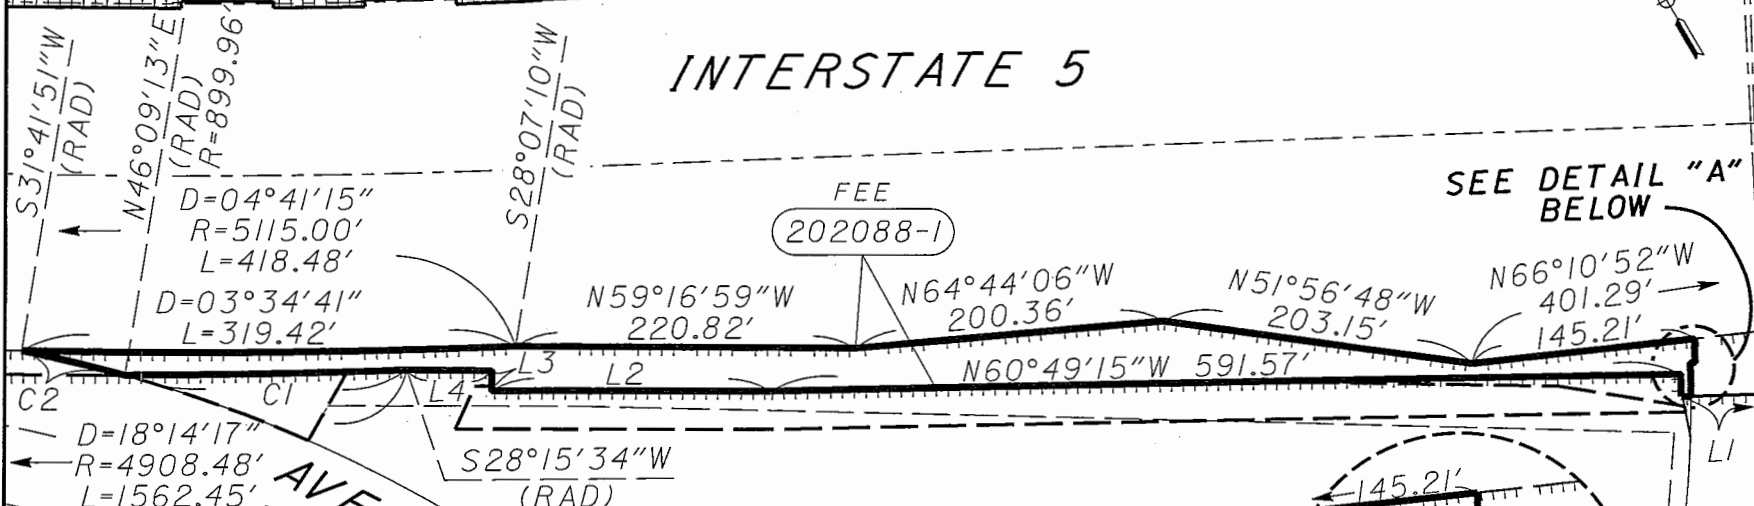 S31°41'51"W
(RAD)
N46°09'13"E
(RAD)
R=899.96'
S28°07'10"W
(RAD)
INTERSTATE 5
D=04°41'15"
R=5115.00'
L=418.48'
D=03°34'41"
L=319.42'
FEE
202088-1
SEE DETAIL "A"
BELOW
N59°16'59"W
220.82'
N64°44'06"W
200.36'
N51°56'48"W
203.15'
N66°10'52"W
401.29'
145.21'
L3
L2
N60°49'15"W 591.57'
C2
C1
L4
L1
D=18°14'17"
R=4908.48'
L=1562.45'
AVE
S28°15'34"W
(RAD)
145.21'